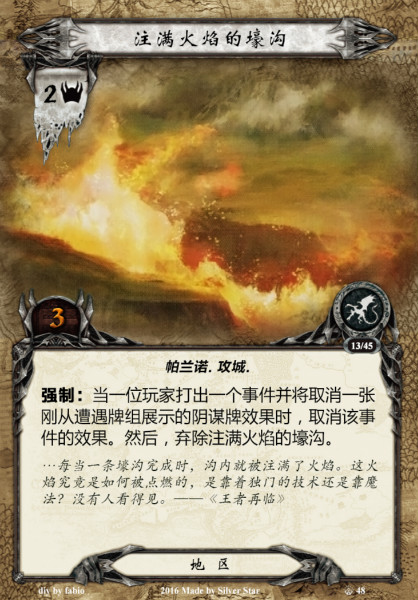 注满火焰的壕沟
2
3
13/45
帕兰诺. 攻城.
强制：当一位玩家打出一个事件并将取消一张
刚从遭遇牌组展示的阴谋牌效果时，取消该事
件的效果。然后，弃除注满火焰的壕沟。
…每当一条壕沟完成时，沟内就被注满了火焰。这火
焰究竟是如何被点燃的，是靠着独门的技术还是靠魔
法？没有人看得见。——《王者再临》
地区
diy by fabio
2016 Made by Silver Star
48